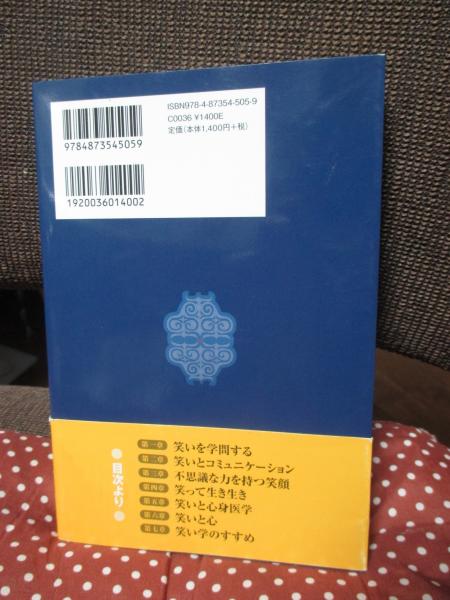 ISBN978-4-87354-505-9
C0036 ¥1400E
定価(本体1,400円+税)
9784873545059
1920036014002
●目次より●
第一章 笑いを学問する
第二章 笑いとコミュニケーション
第三章 不思議な力を持つ笑顔
第四章 笑って生き生き
第五章 笑いと心身医学
第六章 笑いと心
第七章 笑い学のすすめ